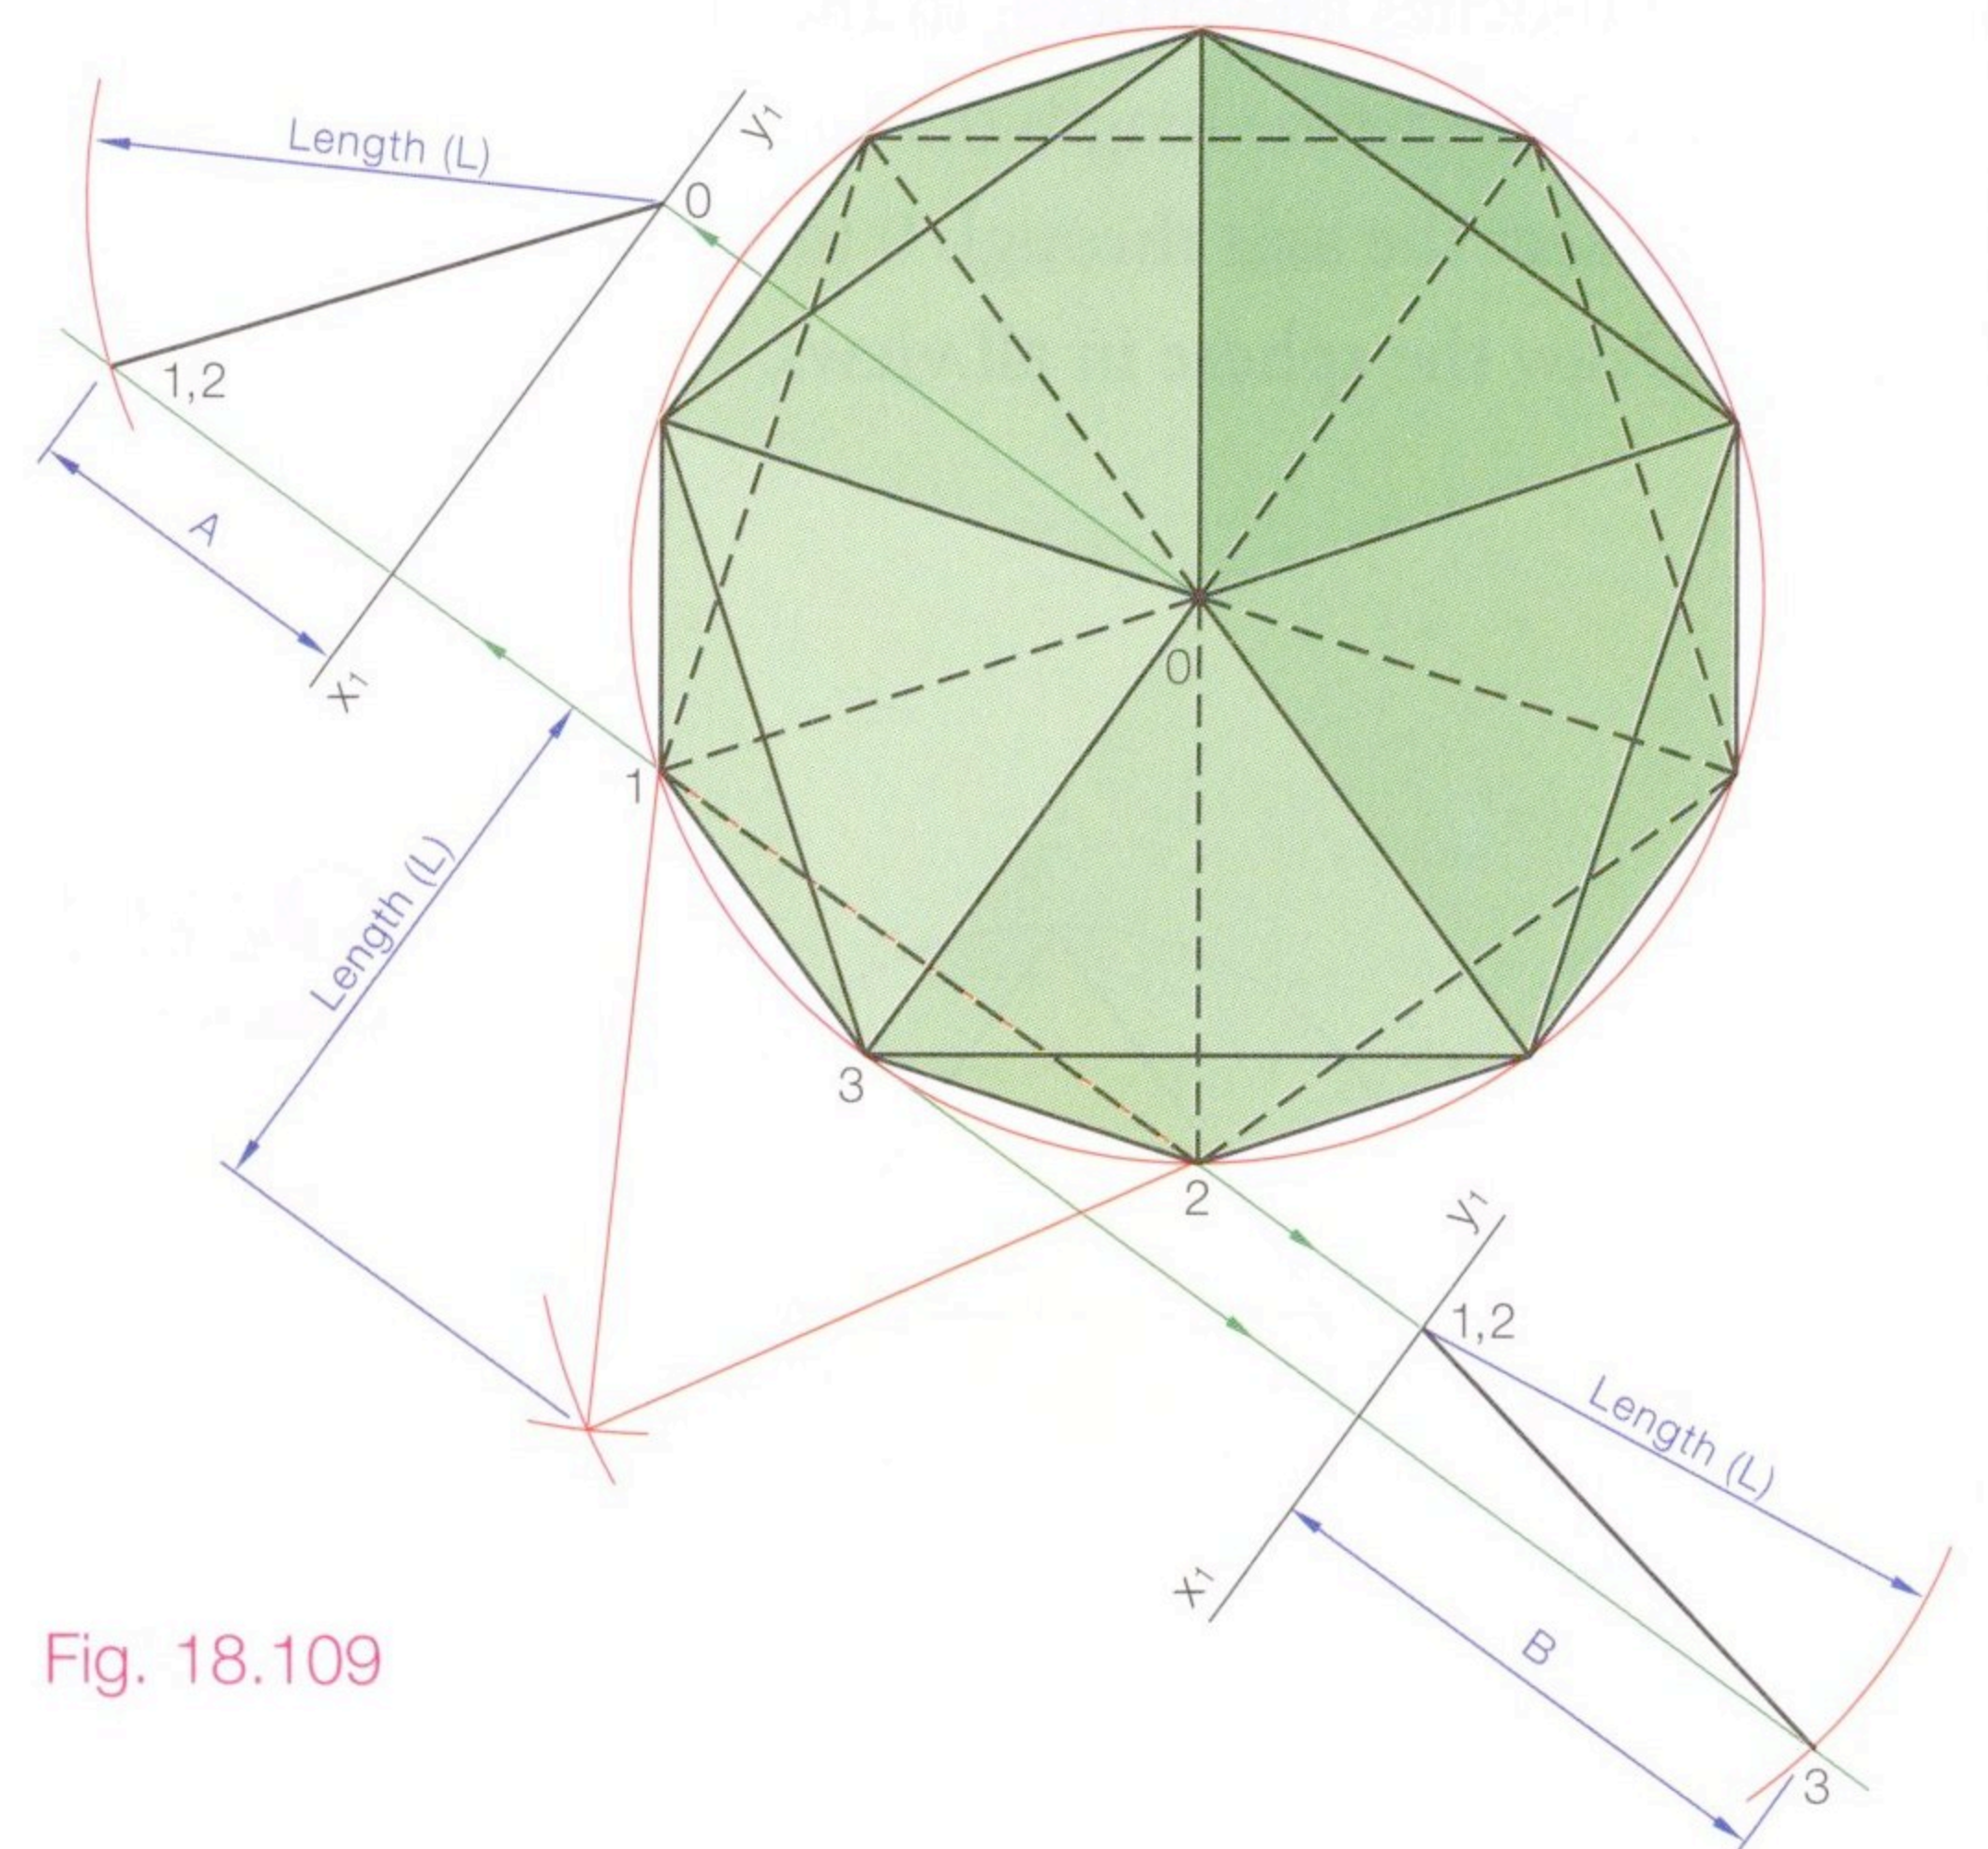 Length (L)
y1
0
1,2
A
x1
0
1
Length (L)
3
2
y1
1,2
Length (L)
x1
B
Fig. 18.109
3